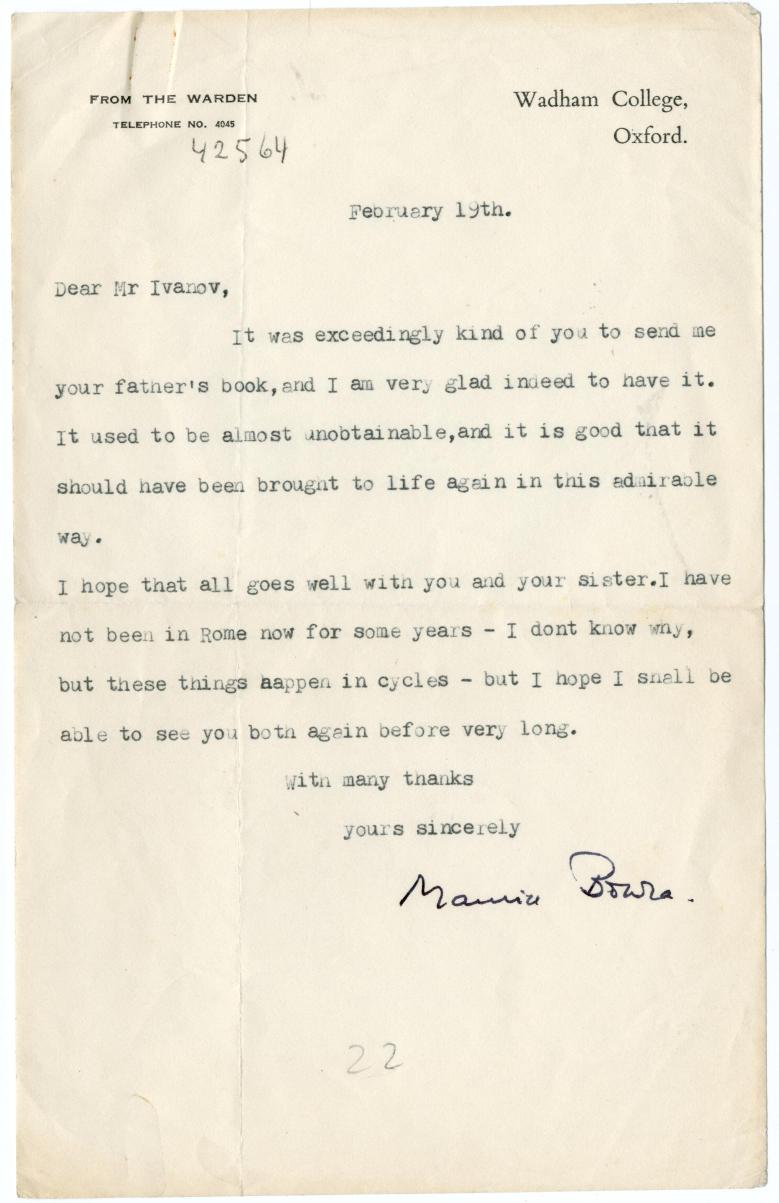 FROM THE WARDEN
TELEPHONE NO. 4045
42564
Wadham College,
Oxford.
February 19th.
Dear Mr Ivanov,
It was exceedingly kind of you to send me
your father's book,and I am very glad indeed to have it.
It used to be almost unobtainable,and it is good that it
should have been brought to life again in this admirable
way.
I hope that all goes well with you and your sister.I have
not been in Rome now for some years - I dont know why,
but these things happen in cycles - but I hope I shall be
able to see you both again before very long.
With many thanks
yours sincerely
Maurice Bowra.
22